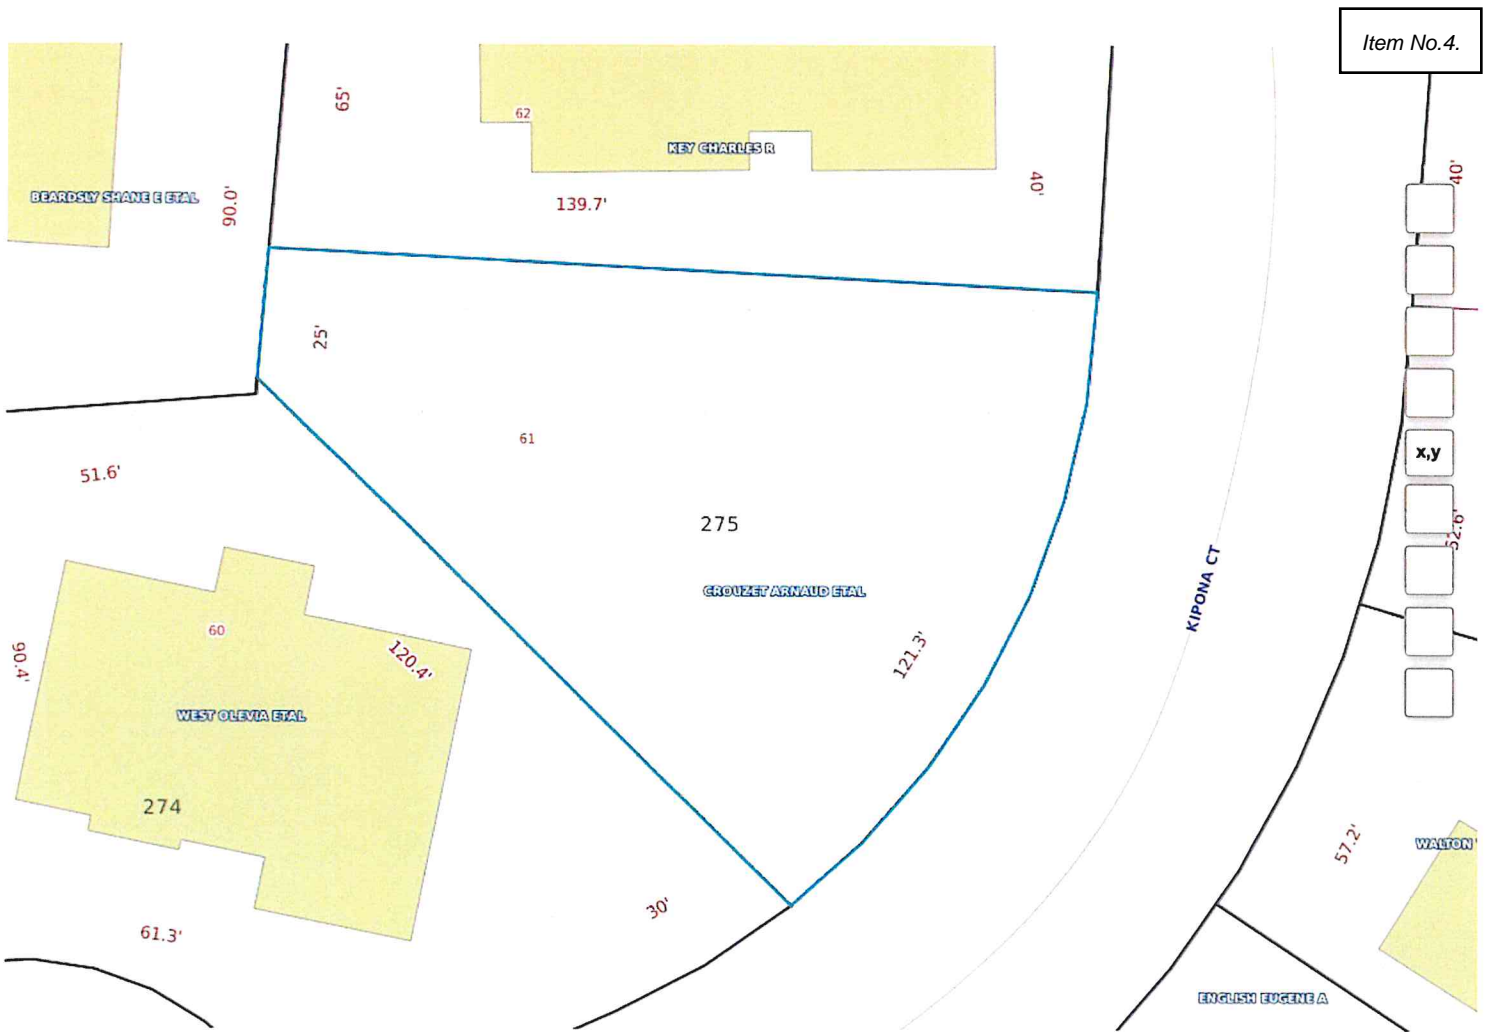 Item No.4.
65'
62
KEY CHARLES R
BEARDSLY SHANE E ETAL
90.0'
139.7'
40'
40'
25'
61
x,y
51.6'
275
52.6'
CROUZET ARNAUD ETAL
KIPONA CT
60
120.4'
121.3'
90.4'
WEST OLEVIA ETAL
274
57.2'
WALTON
30'
61.3'
ENGLISH EUGENE A